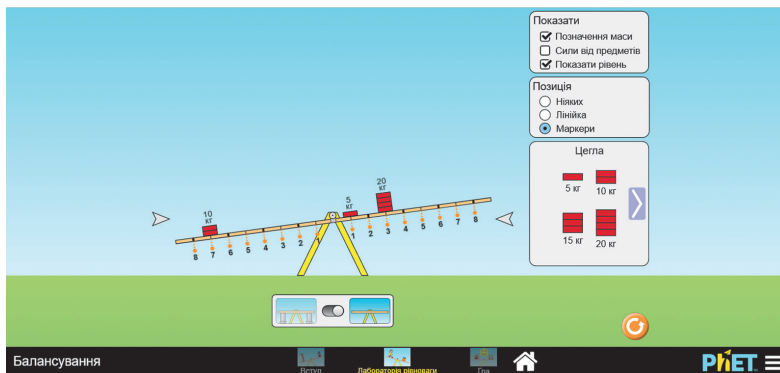 Показати
Позначення маси
Сили від предметів
Показати рівень
Позиція
Ніяких
Лінійка
Маркери
Цегла
5 кг
10 кг
15 кг
20 кг
10
кг
5
кг
20
кг
8 7 6 5 4 3 2 1 1 2 3 4 5 6 7 8
Балансування
Вступ
Лабораторія рівноваги
Гра
PhET